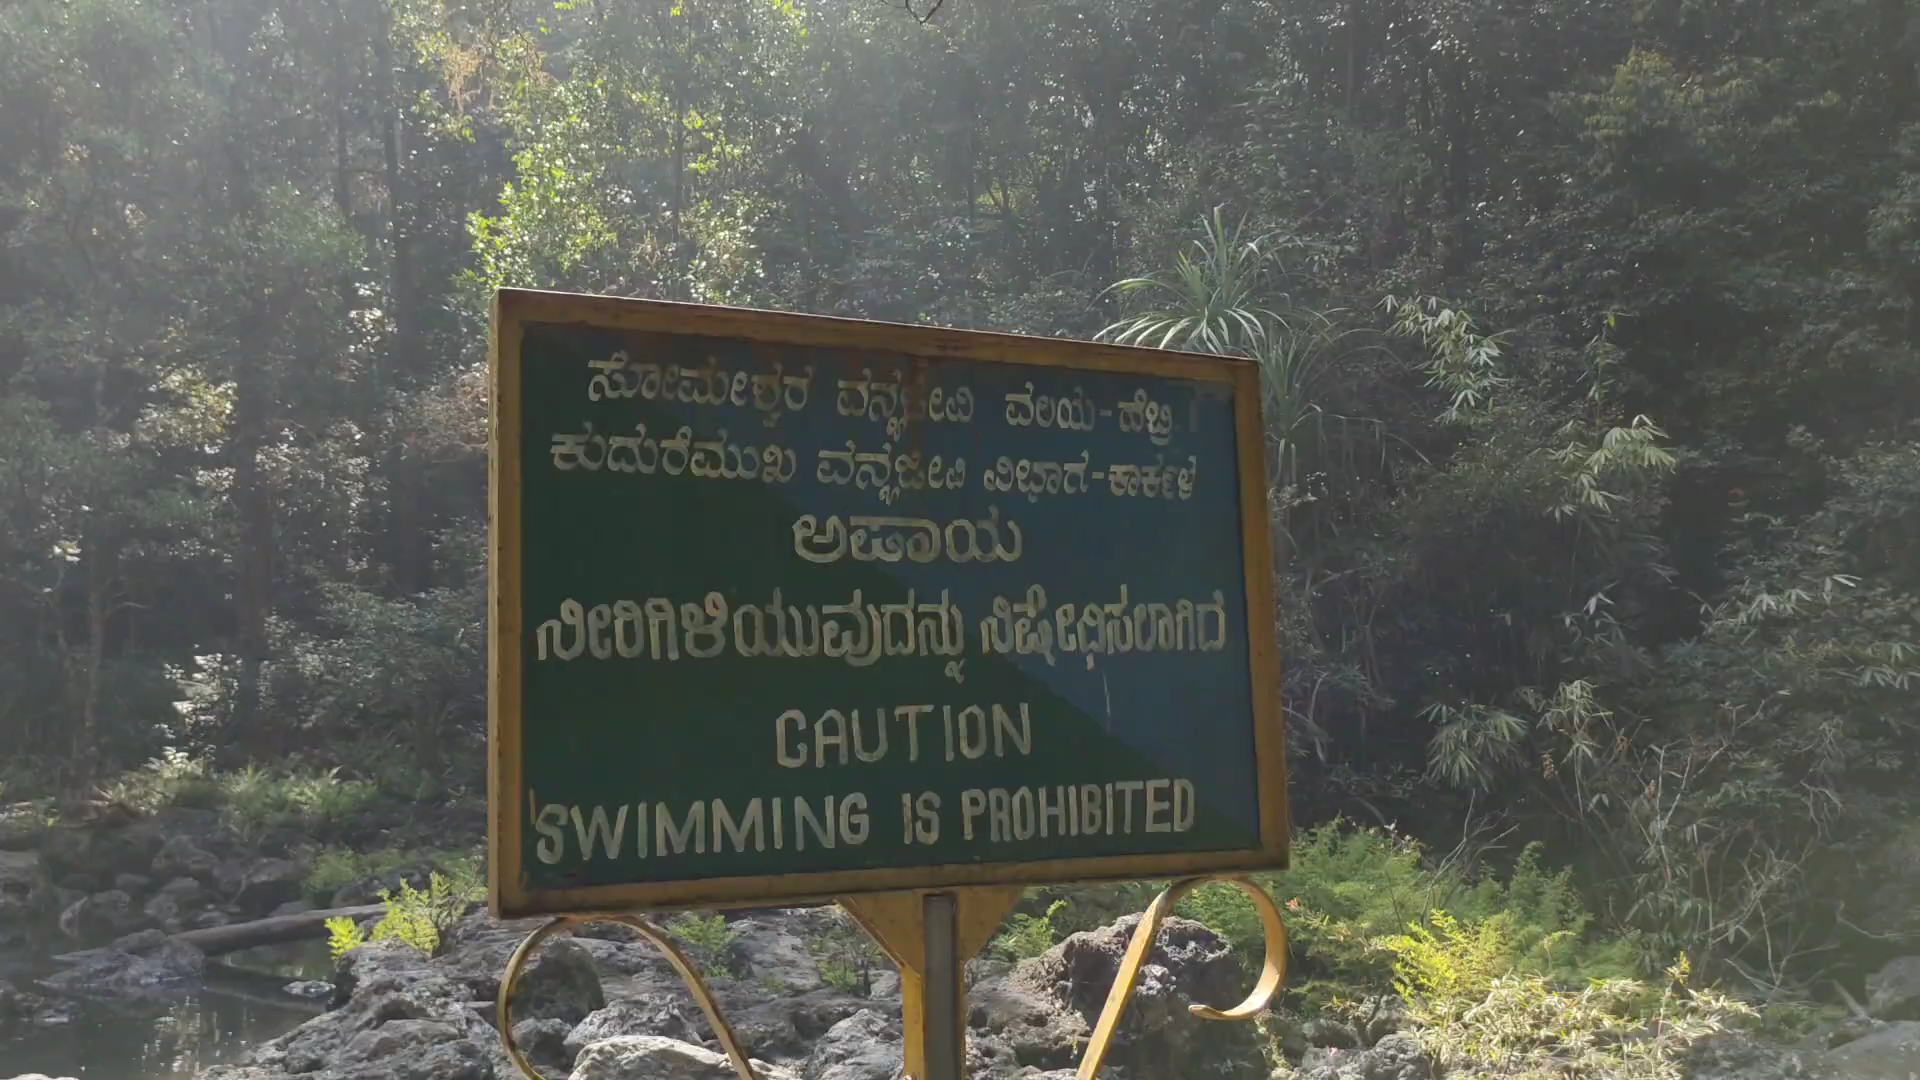 ಸೋಮೇಶ್ವರ ವನ್ಯಜೀವಿ ವಲಯ-ಹೆಬ್ರಿ
ಕುದುರೆಮುಖ ವನ್ಯಜೀವಿ ವಿಭಾಗ-ಕಾರ್ಕಳ
ಅಪಾಯ
ನೀರಿಗಿಳಿಯುವುದನ್ನು ನಿಷೇಧಿಸಲಾಗಿದೆ
CAUTION
SWIMMING IS PROHIBITED